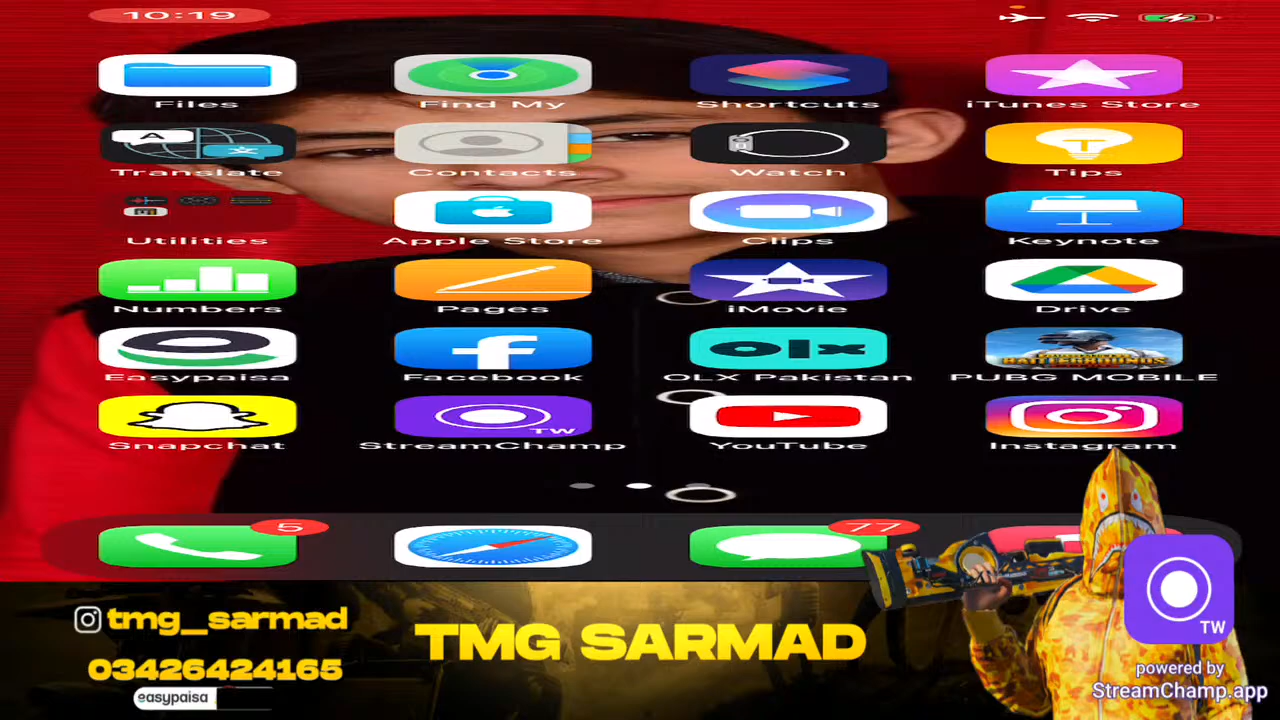 10:19
Files Find My Shortcuts iTunes Store
A
Translate Contacts Watch Tips
Utilities Apple Store Clips Keynote
Numbers Pages iMovie Drive
olx
Easypaisa Facebook OLX Pakistan PUBG MOBILE
TW
Snapchat StreamChamp YouTube Instagram
5 77
tmg_sarmad
TMG SARMAD
03426424165
easypaisa
TW
powered by
StreamChamp.app